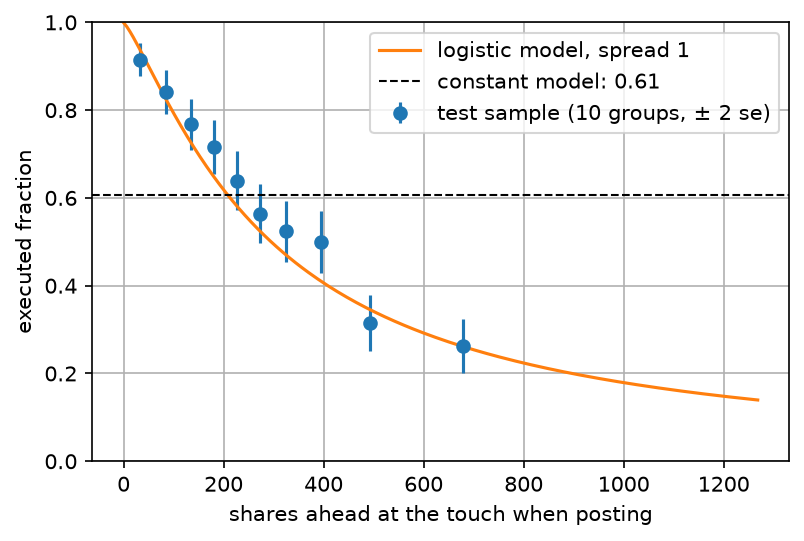 logistic model, spread 1
constant model: 0.61
test sample (10 groups, ± 2 se)
executed fraction
1.0
0.8
0.6
0.4
0.2
0.0
0 200 400 600 800 1000 1200
shares ahead at the touch when posting